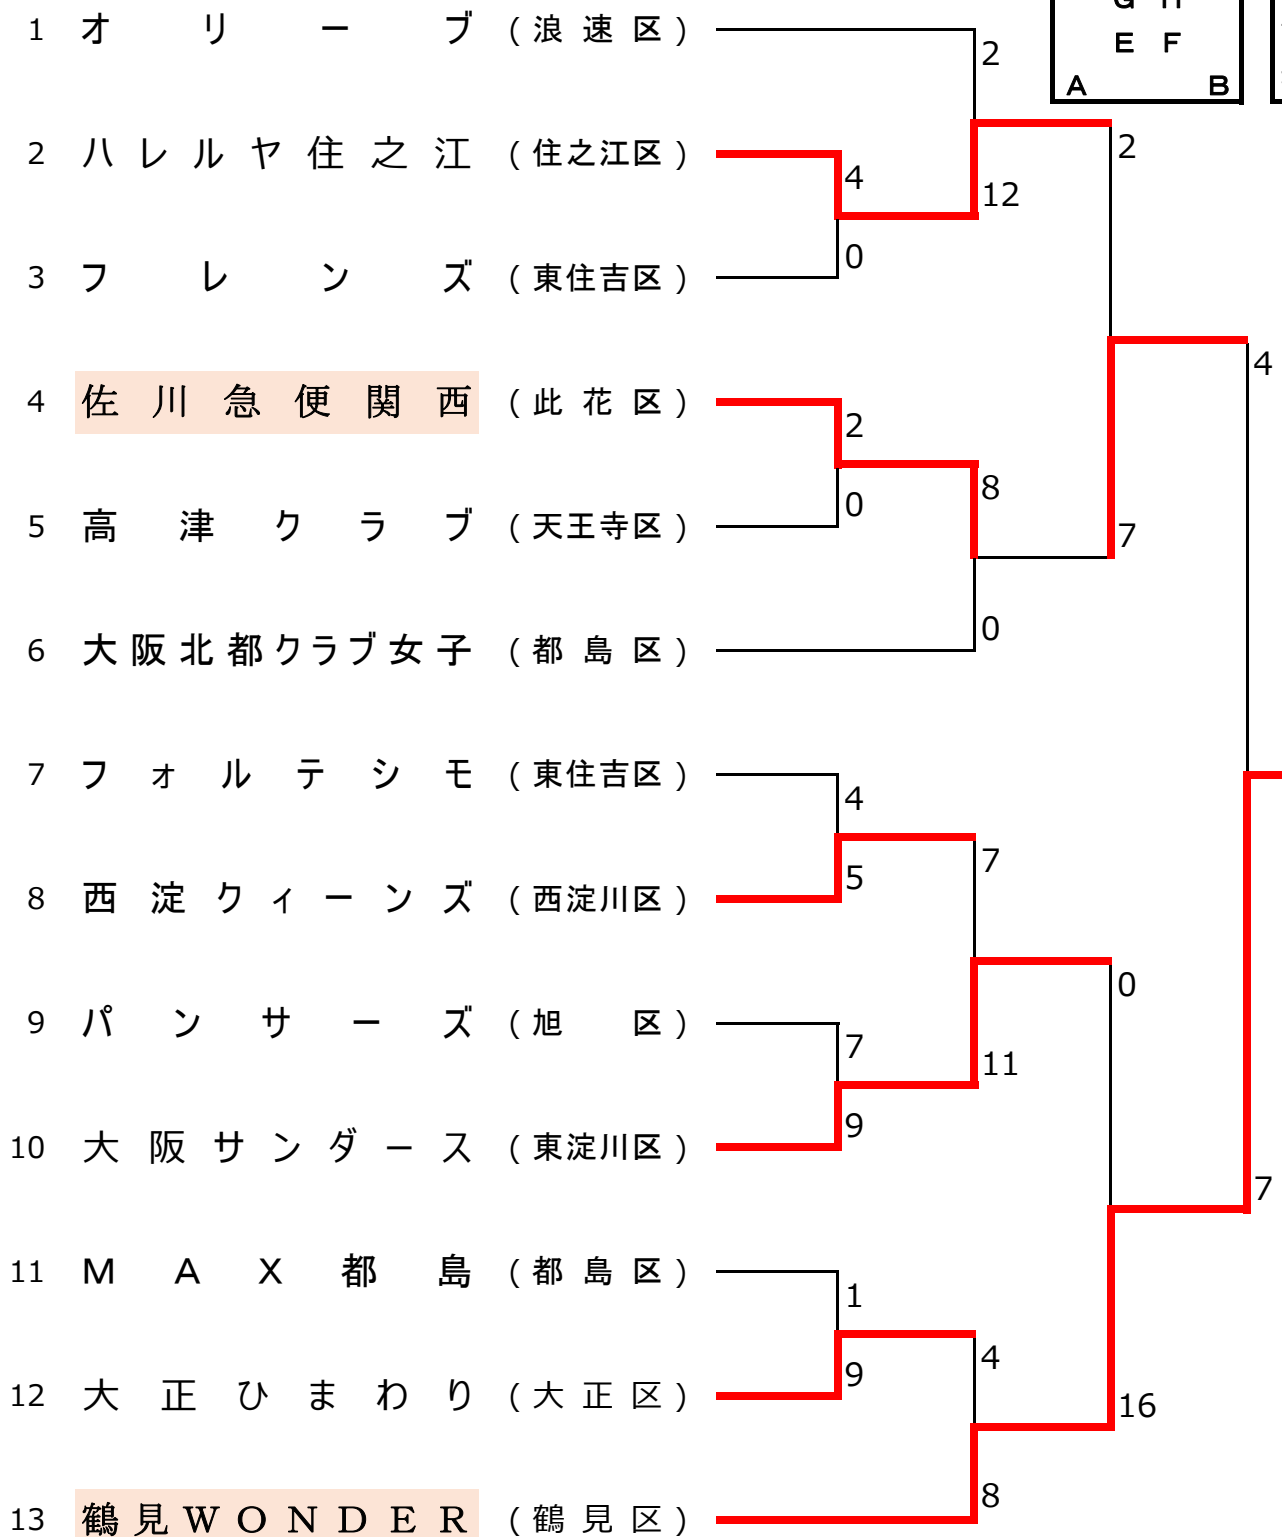 G H
E F
A B
1 オリーブ (浪速区)
2
2 ハレルヤ住之江 (住之江区)
2
4
12
0
3 フレンズ (東住吉区)
4 佐川急便関西 (此花区)
4
2
8
0
7
5 高津クラブ (天王寺区)
0
6 大阪北都クラブ女子 (都島区)
7 フォルテシモ (東住吉区)
4
7
5
8 西淀クィーンズ (西淀川区)
0
9 パンサーズ (旭区)
7
11
9
10 大阪サンダース (東淀川区)
7
11 MAX都島 (都島区)
1
4
9
12 大正ひまわり (大正区)
16
8
13 鶴見WONDER (鶴見区)